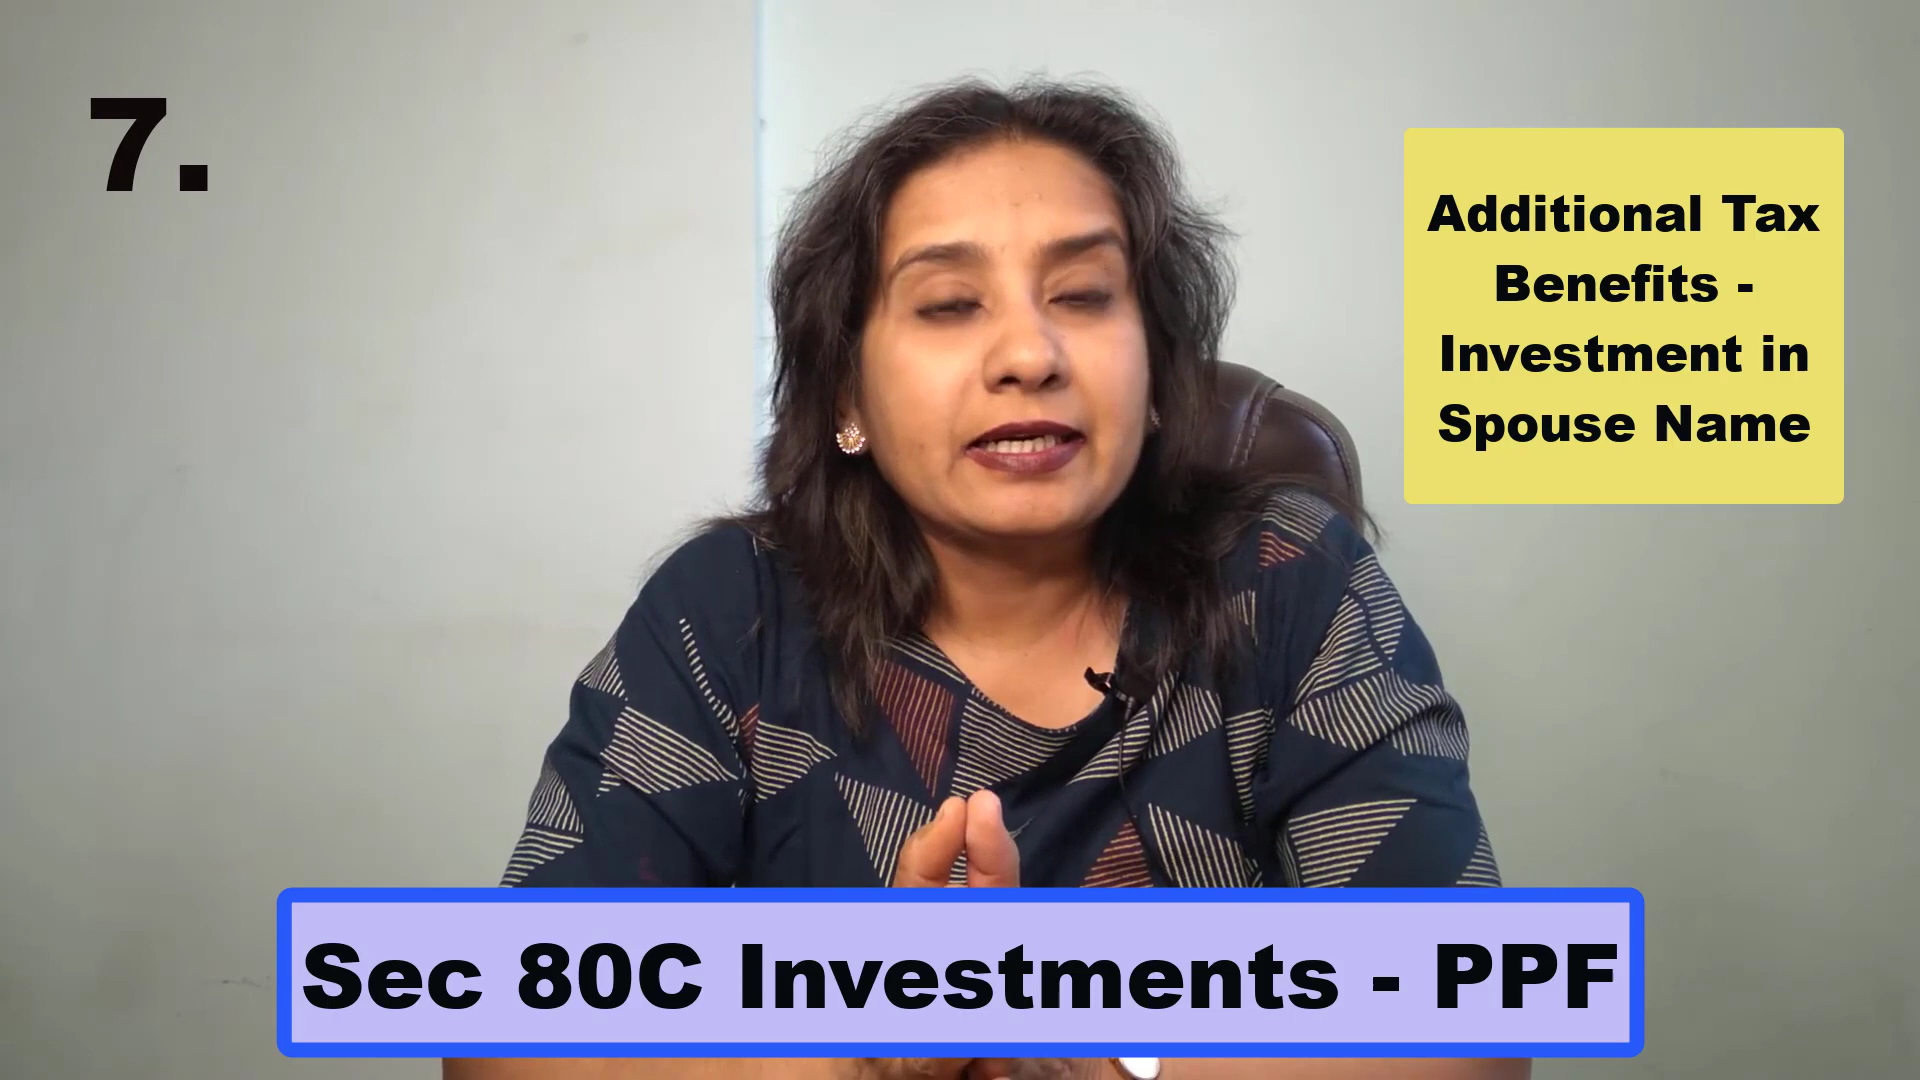 7.
Additional Tax
Benefits -
Investment in
Spouse Name
Sec 80C Investments - PPF